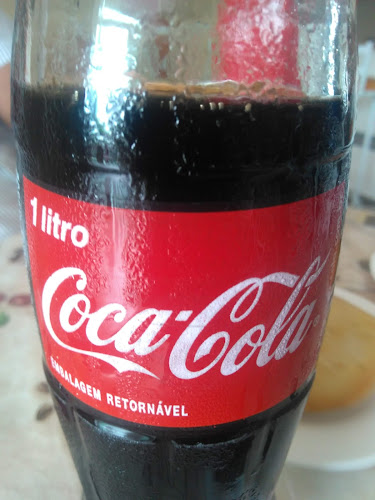 1 litro
Coca-Cola
EMBALAGEM RETORNÁVEL